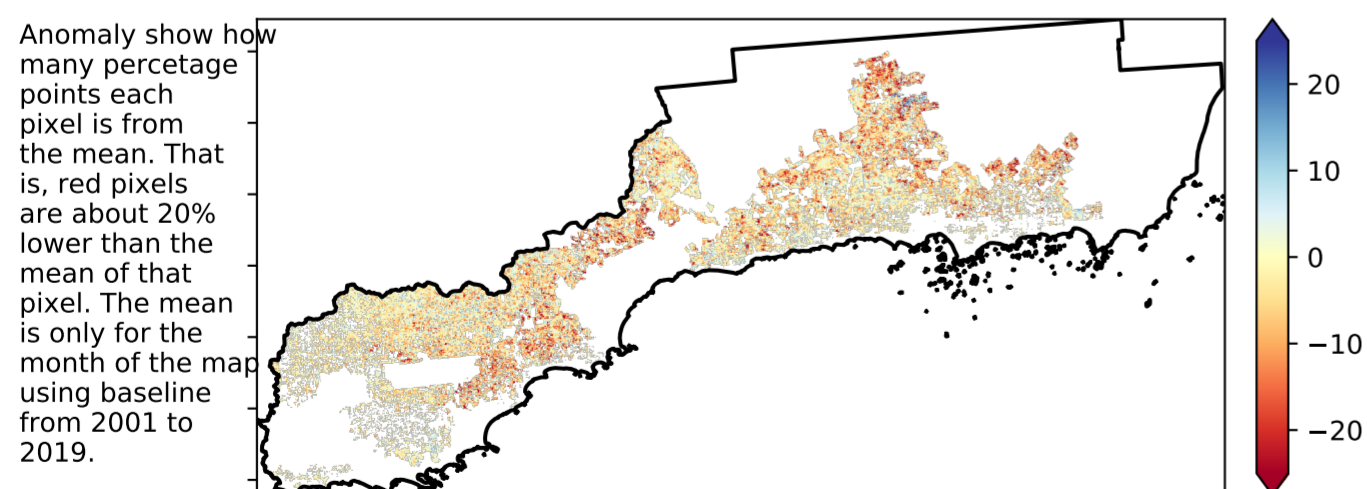 Anomaly show how
many percetage
points each
pixel is from
the mean. That
is, red pixels
are about 20%
lower than the
mean of that
pixel. The mean
is only for the
month of the map
using baseline
from 2001 to
2019.
20
10
0
−10
−20